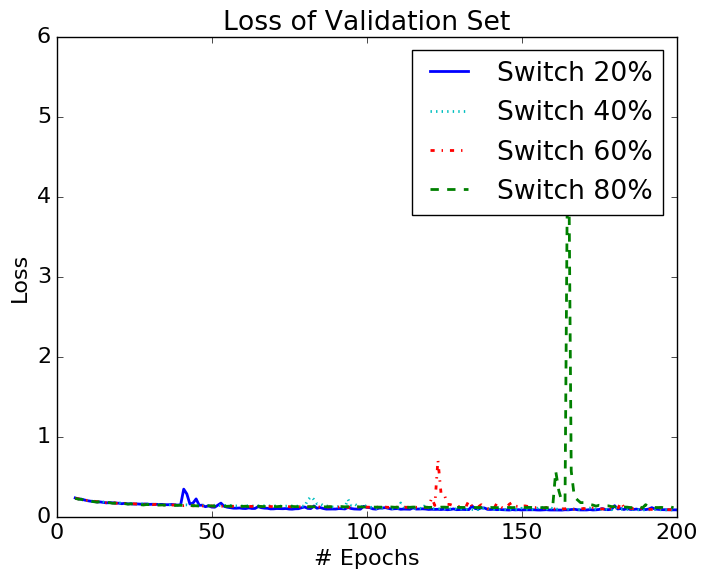 Loss of Validation Set
6
5
4
3
2
1
0
Loss
Switch 20%
Switch 40%
Switch 60%
Switch 80%
0 50 100 150 200
# Epochs